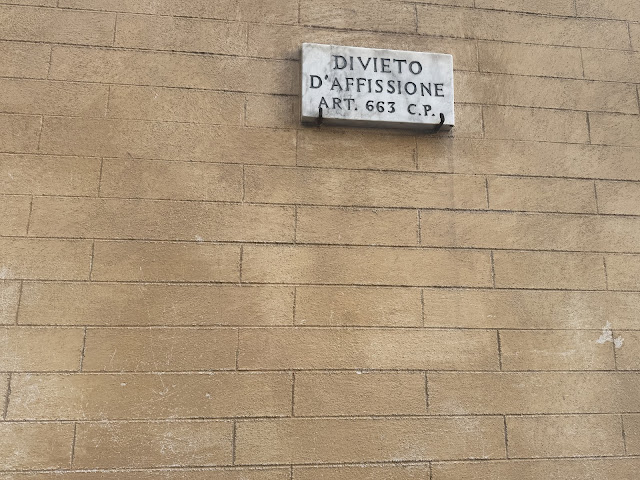 DIVIETO
D'AFFISSIONE
ART. 663 C.P.